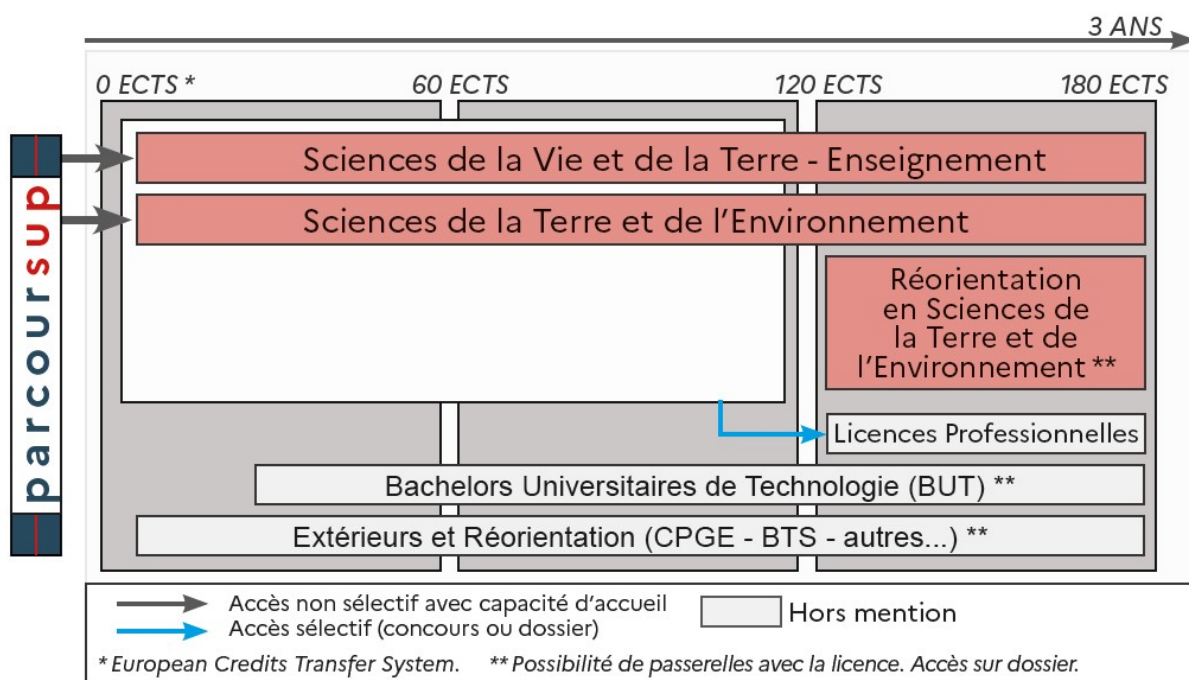 3 ANS
0 ECTS *
60 ECTS
120 ECTS
180 ECTS
parcoursup
Sciences de la Vie et de la Terre - Enseignement
Sciences de la Terre et de l'Environnement
Réorientation
en Sciences de
la Terre et de
l'Environnement **
Licences Professionnelles
Bachelors Universitaires de Technologie (BUT) **
Extérieurs et Réorientation (CPGE - BTS - autres...) **
Accès non sélectif avec capacité d'accueil
Hors mention
Accès sélectif (concours ou dossier)
* European Credits Transfer System. ** Possibilité de passerelles avec la licence. Accès sur dossier.